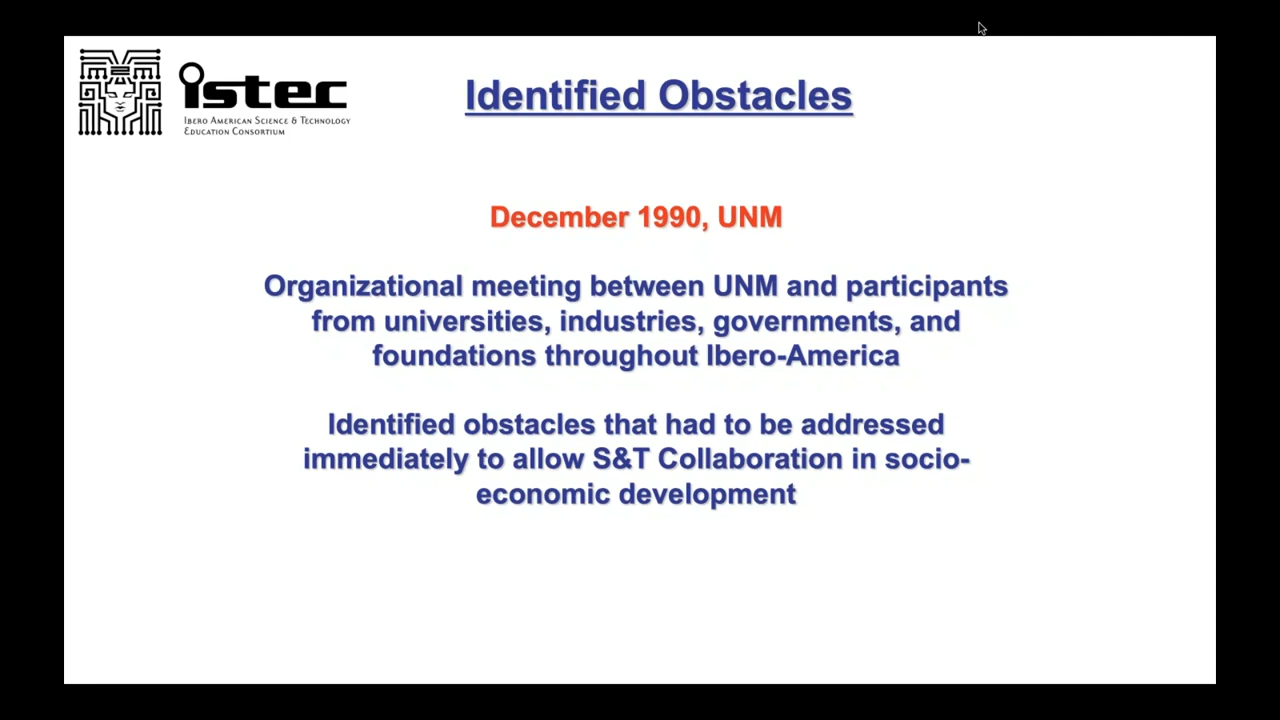 istec
Ibero American Science & Technology
Education Consortium
Identified Obstacles
December 1990, UNM
Organizational meeting between UNM and participants
from universities, industries, governments, and
foundations throughout Ibero-America
Identified obstacles that had to be addressed
immediately to allow S&T Collaboration in socio-
economic development